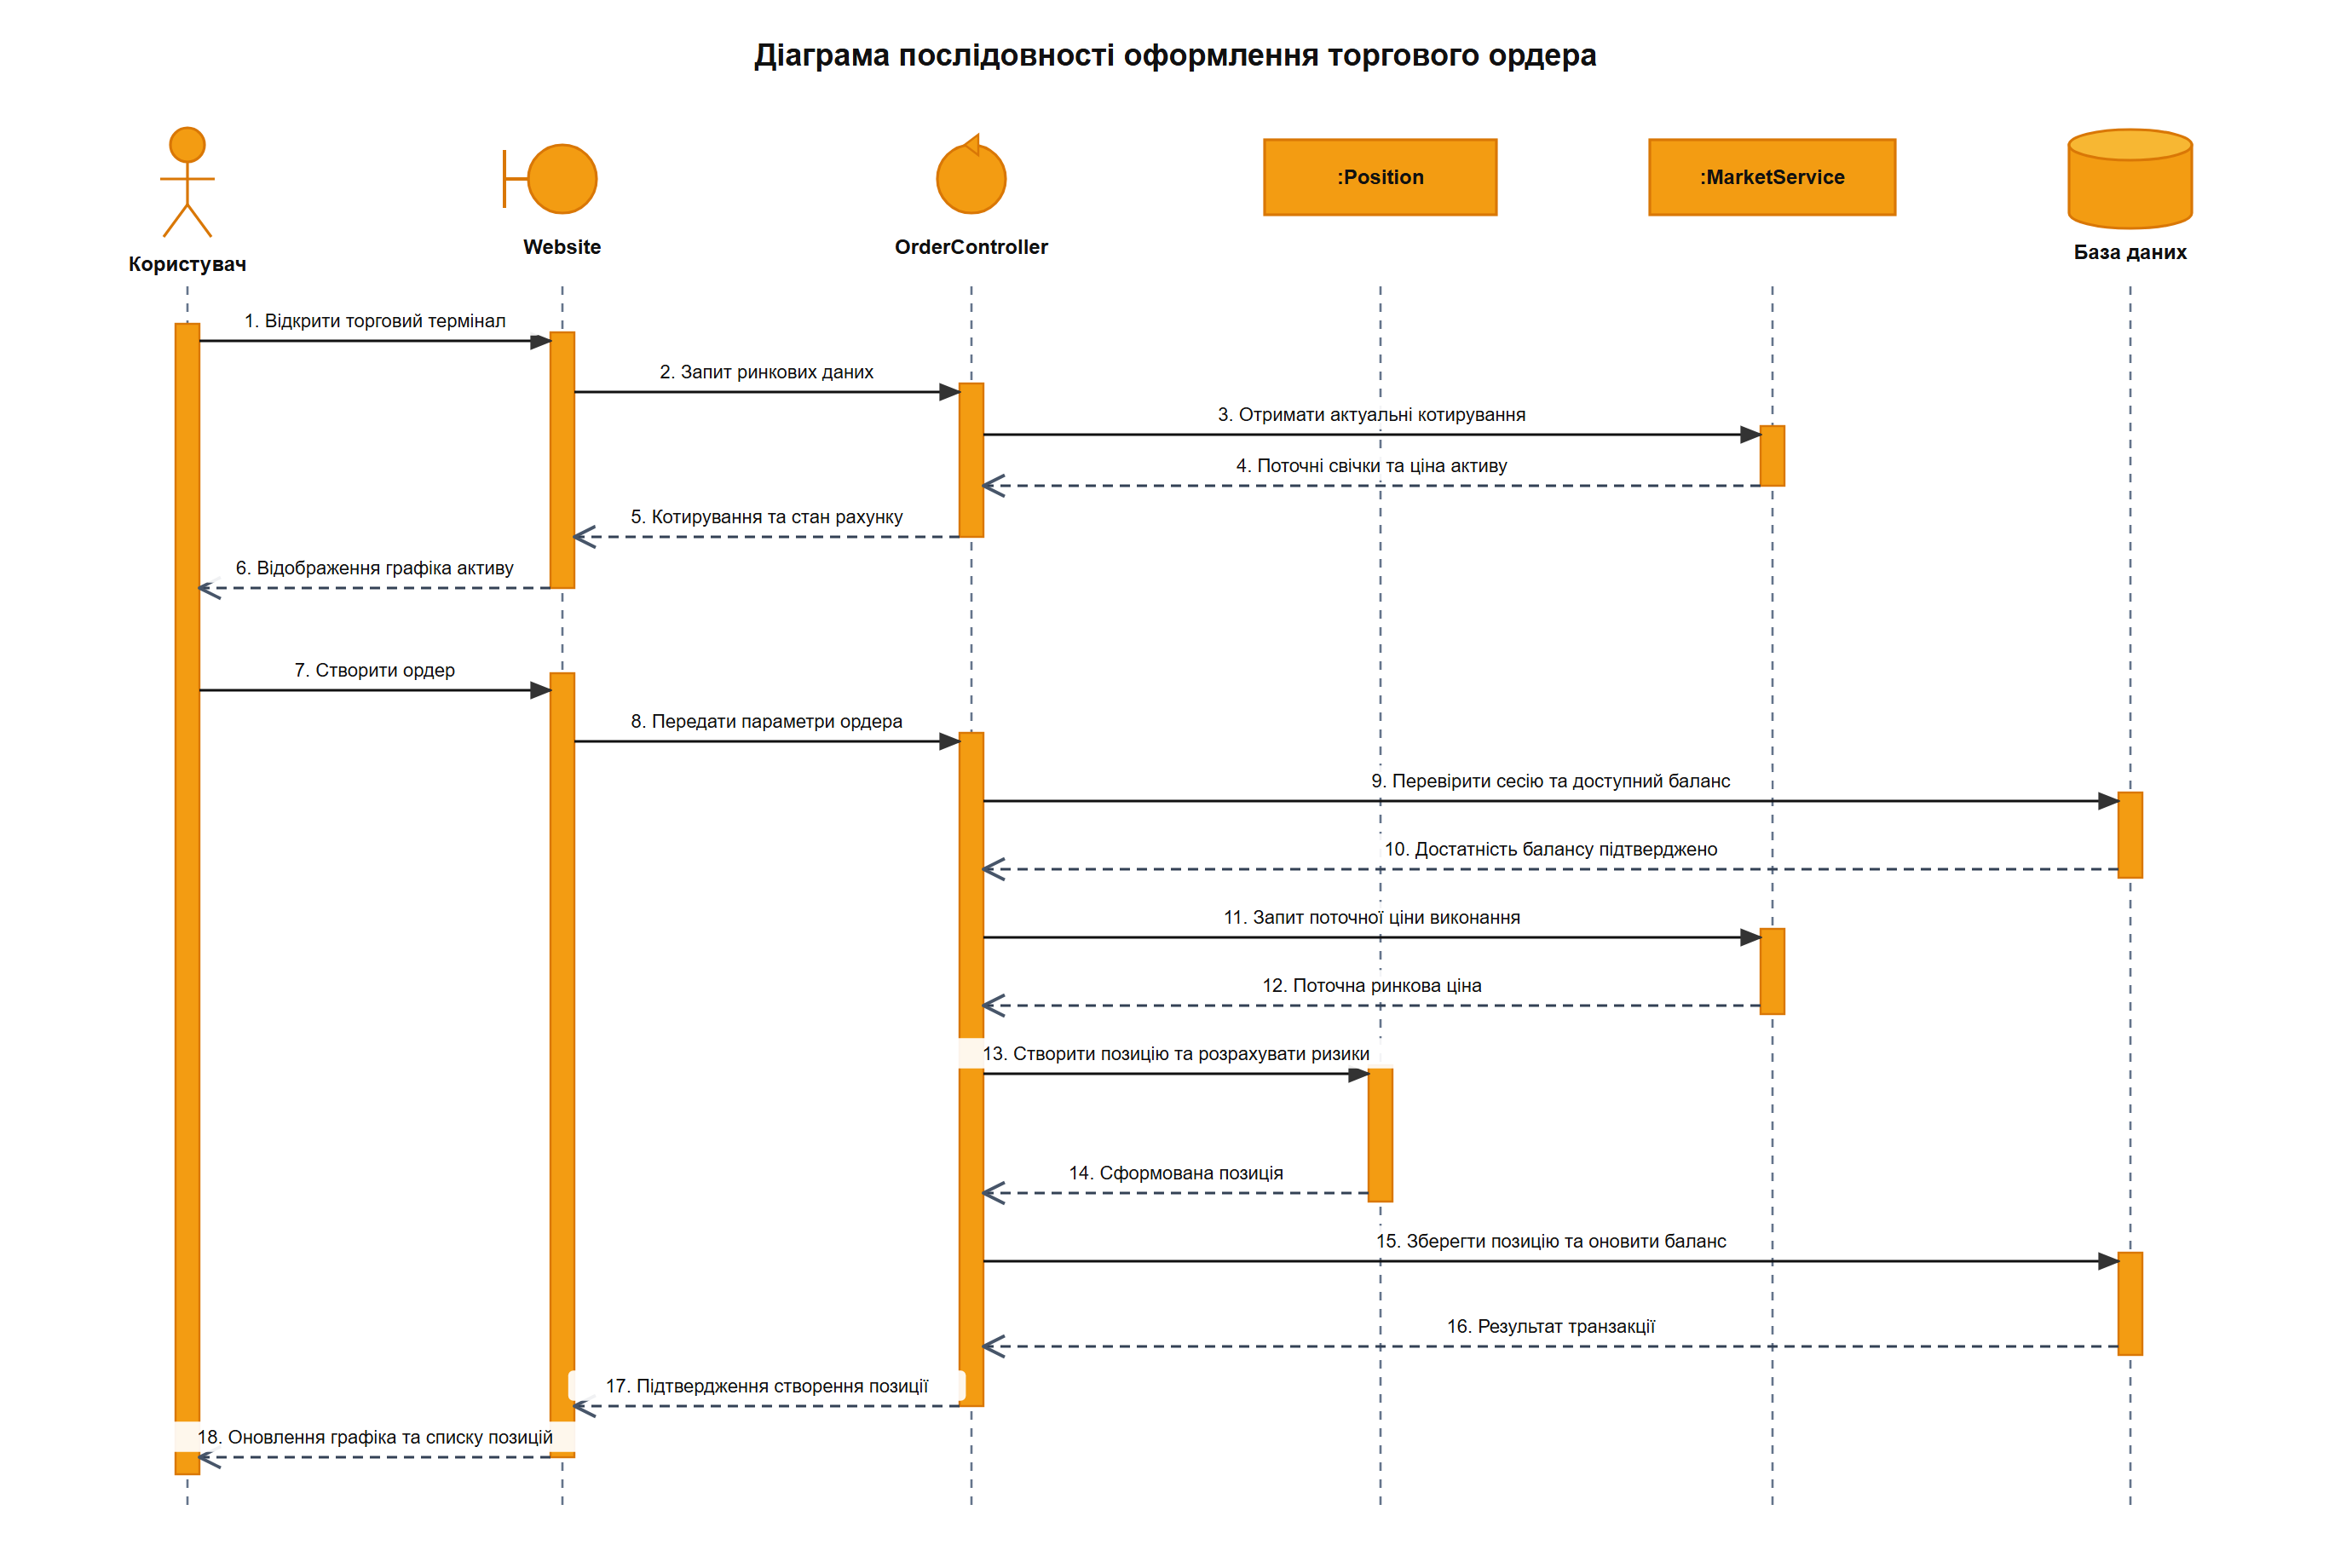 Діаграма послідовності оформлення торгового ордера
Користувач
Website
OrderController
:Position
:MarketService
База даних
1. Відкрити торговий термінал
2. Запит ринкових даних
3. Отримати актуальні котирування
4. Поточні свічки та ціна активу
5. Котирування та стан рахунку
6. Відображення графіка активу
7. Створити ордер
8. Передати параметри ордера
9. Перевірити сесію та доступний баланс
10. Достатність балансу підтверджено
11. Запит поточної ціни виконання
12. Поточна ринкова ціна
13. Створити позицію та розрахувати ризики
14. Сформована позиція
15. Зберегти позицію та оновити баланс
16. Результат транзакції
17. Підтвердження створення позиції
18. Оновлення графіка та списку позицій